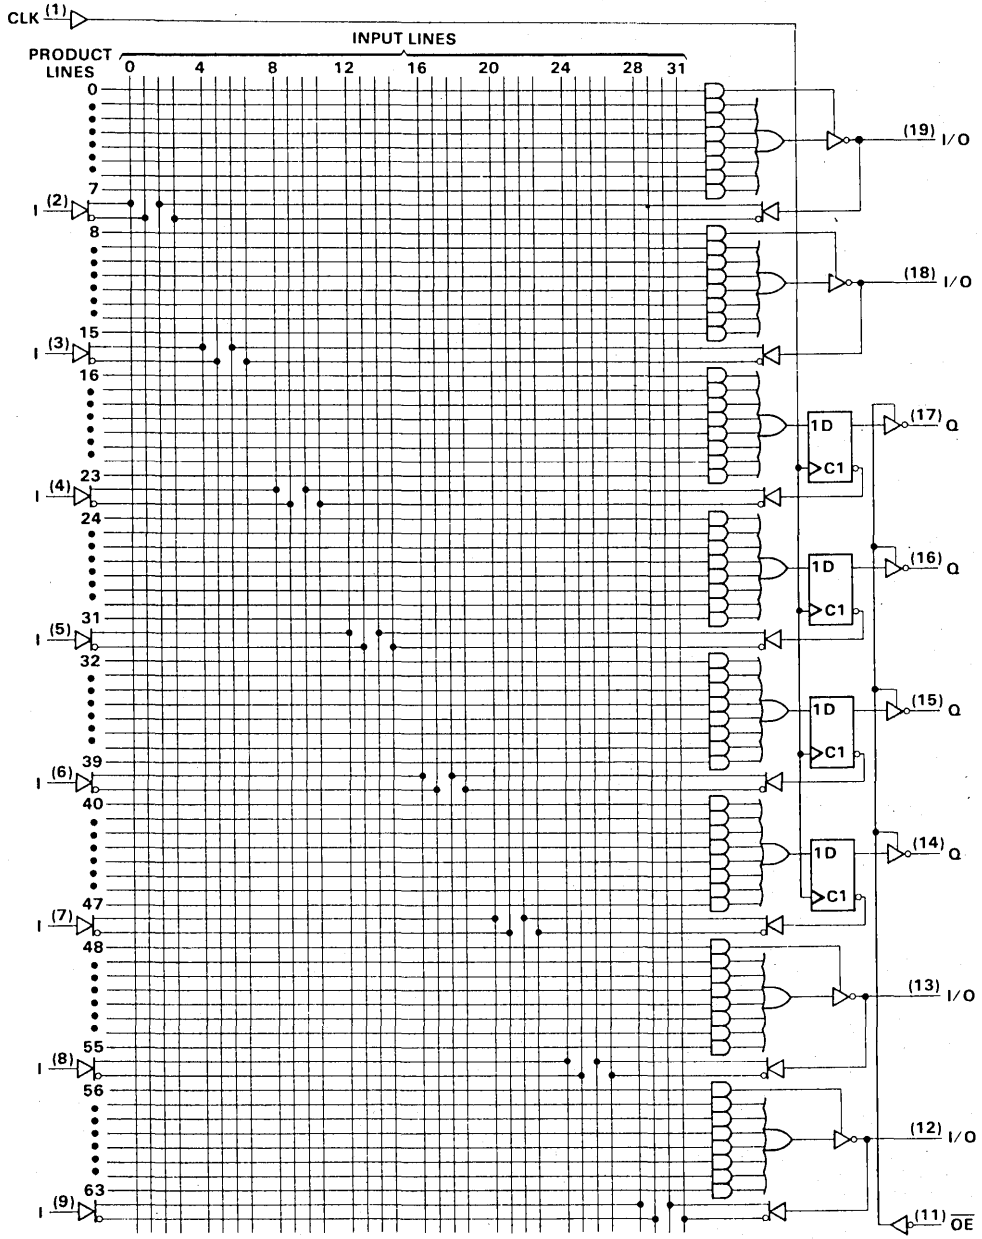 CLK (1)
INPUT LINES
PRODUCT LINES
0 4 8 12 16 20 24 28 31
0
(19) I/O
7
I (2)
8
(18) I/O
15
I (3)
16
(17) Q
1D
C1
23
I (4)
24
(16) Q
1D
C1
31
I (5)
32
(15) Q
1D
C1
39
I (6)
40
(14) Q
1D
C1
47
I (7)
48
(13) I/O
55
I (8)
56
(12) I/O
63
I (9)
(11) O̅E̅